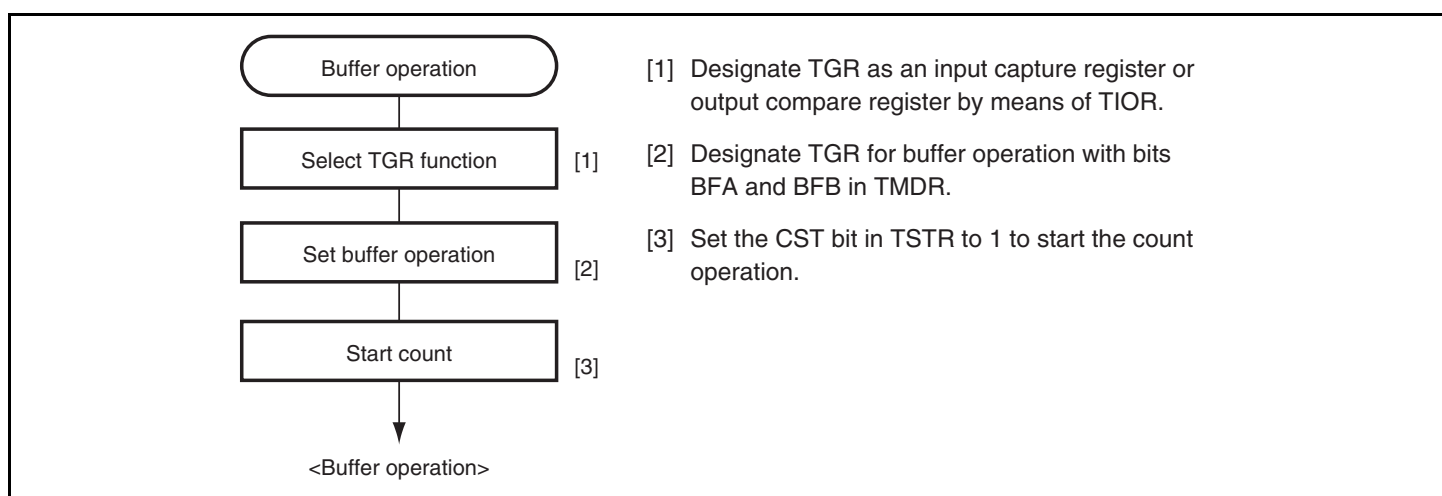 Buffer operation
Select TGR function
[1]
Set buffer operation
[2]
Start count
[3]
<Buffer operation>
[1] Designate TGR as an input capture register or
output compare register by means of TIOR.
[2] Designate TGR for buffer operation with bits
BFA and BFB in TMDR.
[3] Set the CST bit in TSTR to 1 to start the count
operation.